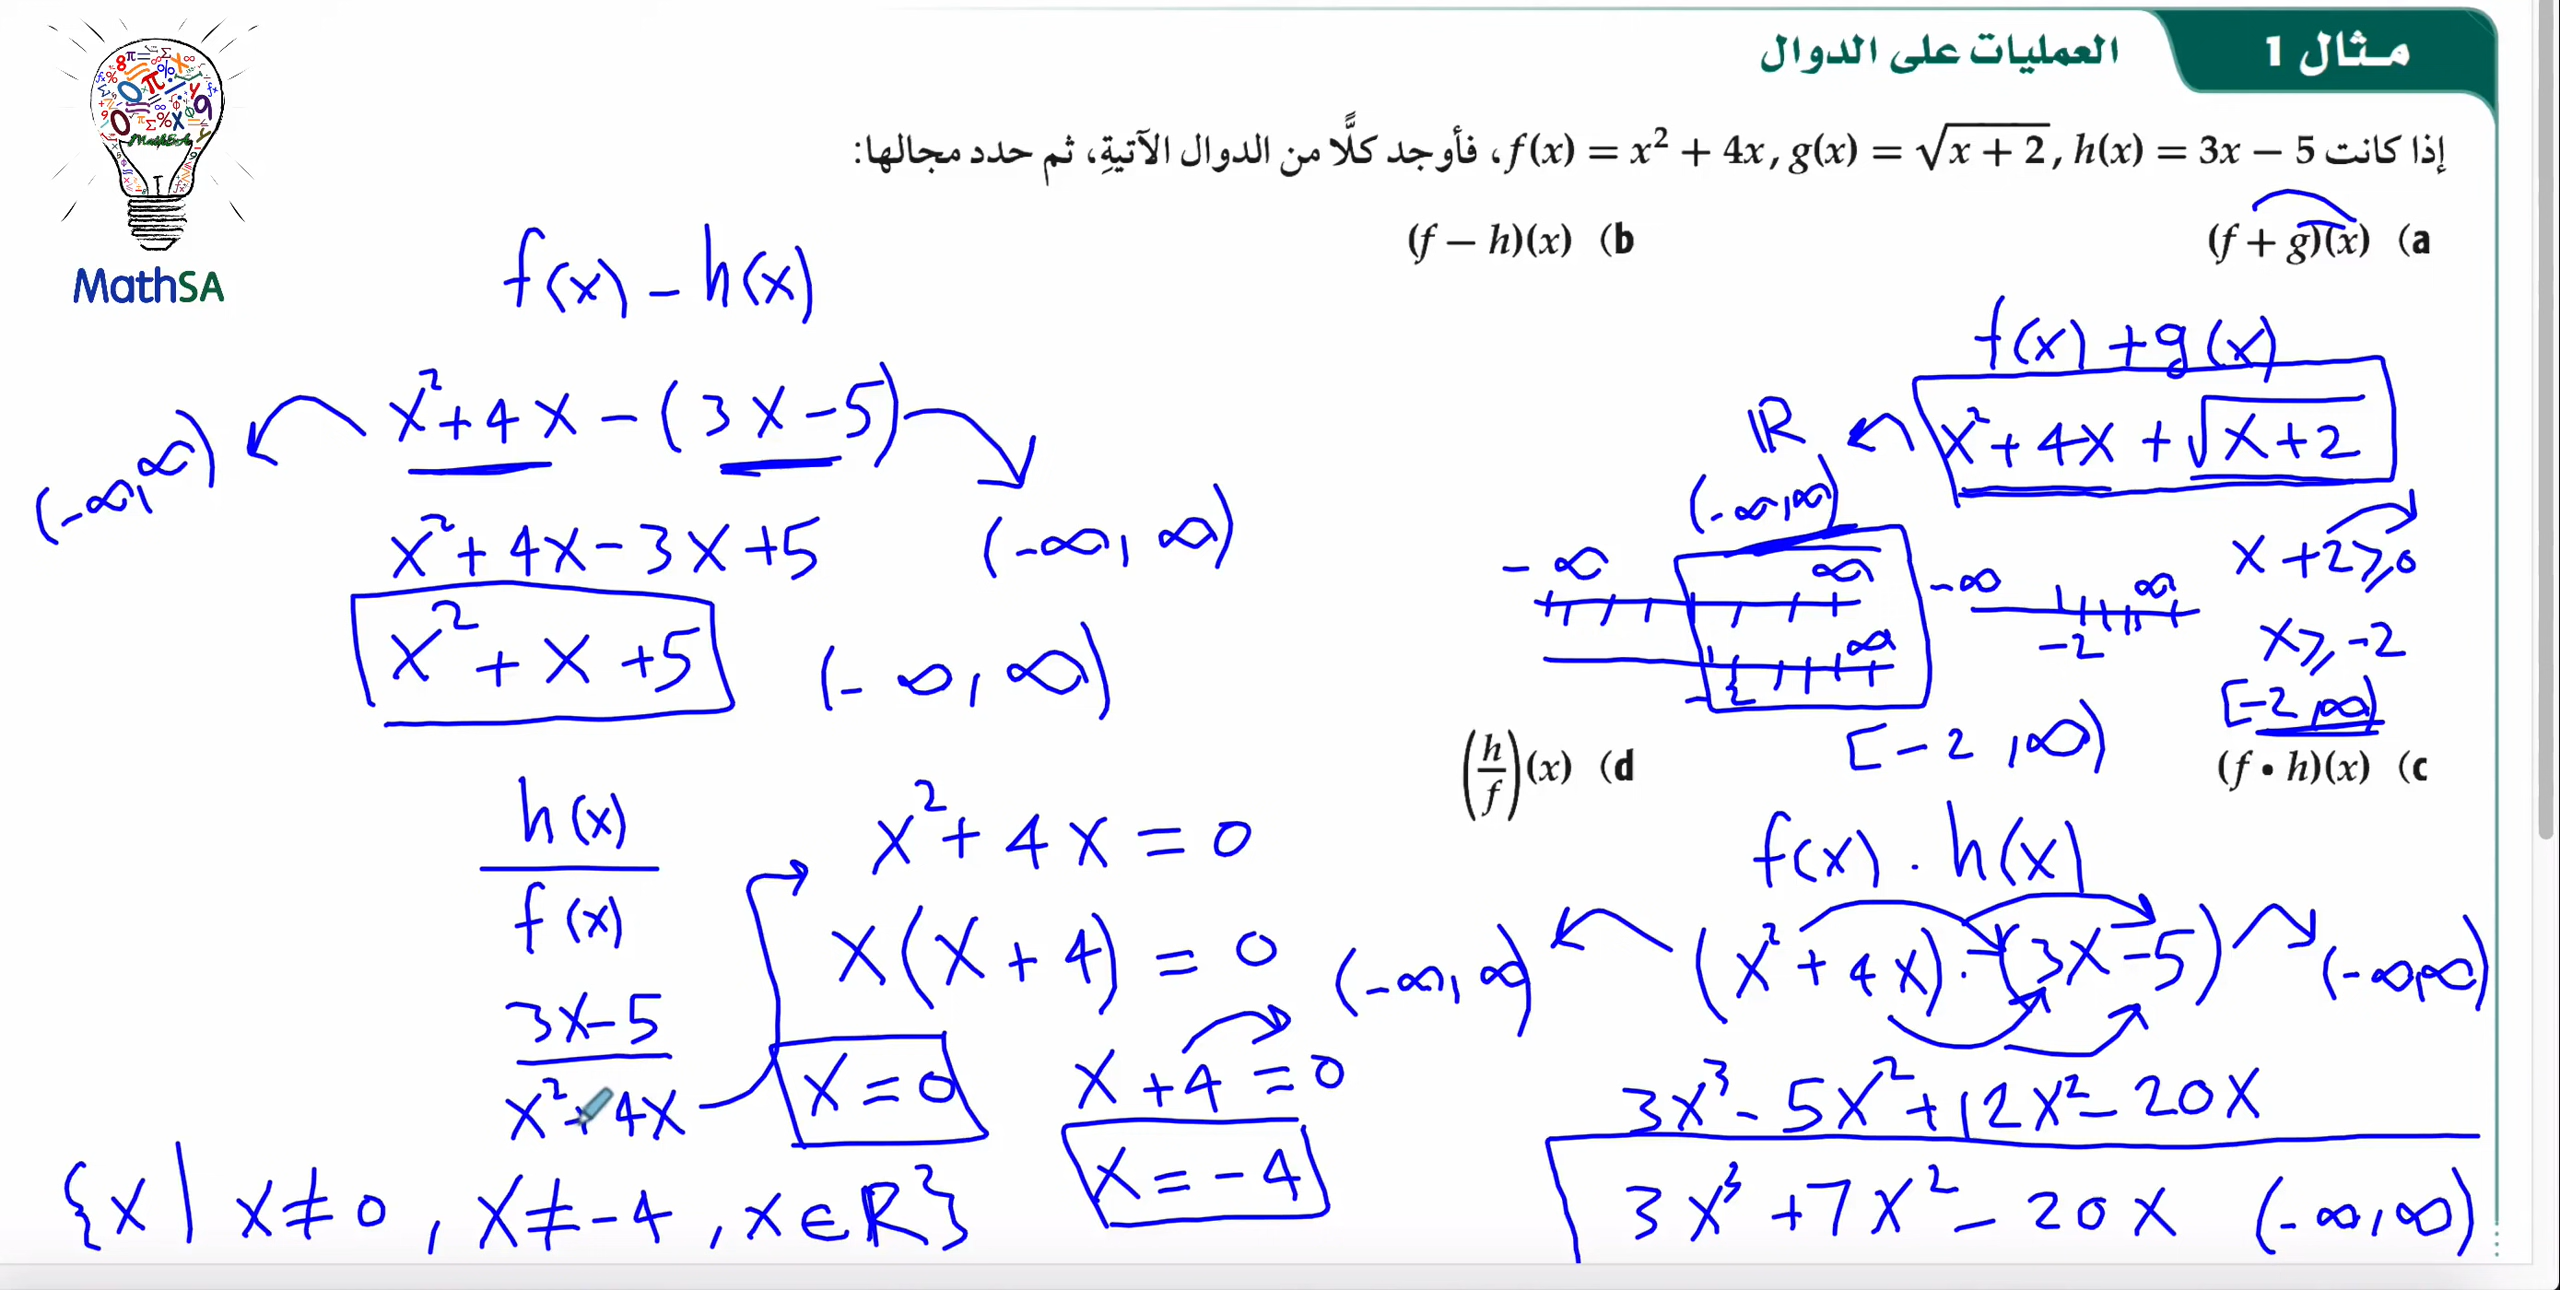 مثال 1 العمليات على الدوال
إذا كانت f(x) = x² + 4x, g(x) = √(x + 2), h(x) = 3x − 5، فأوجد كلًّا من الدوال الآتيةِ، ثم حدد مجالها:
MathSA
(a (f + g)(x)
f(x) + g(x)
x² + 4x + √(x + 2)
ℝ
(-∞, ∞)
x + 2 ≥ 0
-∞ ∞
-∞ ∞
-2
x ≥ -2
∞
-2
[-2, ∞)
[-2, ∞)
(b (f − h)(x)
f(x) - h(x)
x² + 4x - (3x - 5)
(-∞, ∞)
x² + 4x - 3x + 5
(-∞, ∞)
x² + x + 5
(-∞, ∞)
(c (f • h)(x)
f(x) . h(x)
(x² + 4x) . (3x - 5)
(-∞, ∞)
(-∞, ∞)
3x³ - 5x² + 12x² - 20x
3x³ + 7x² - 20x (-∞, ∞)
(d (h/f)(x)
h(x)
f(x)
3x - 5
x² + 4x
x² + 4x = 0
x(x + 4) = 0
x = 0
x + 4 = 0
x = -4
{x | x ≠ 0, x ≠ -4, x ∈ R}